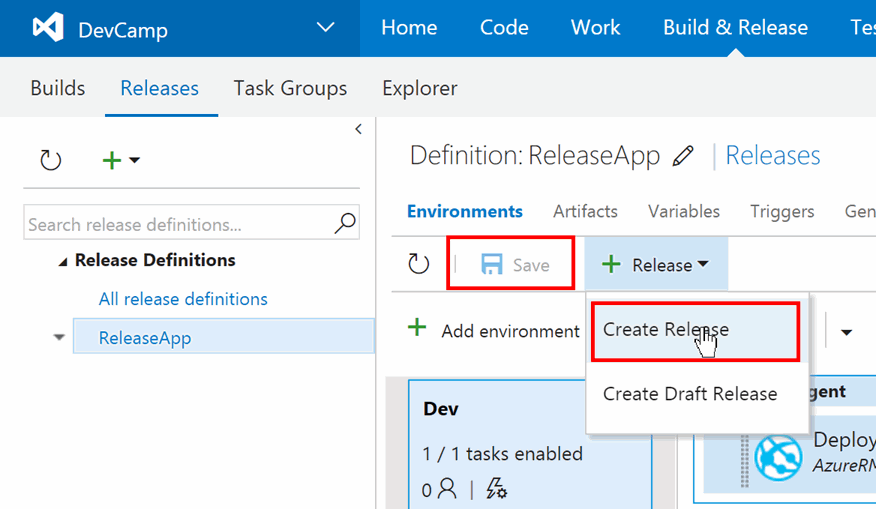 DevCamp Home Code Work Build & Release
Builds Releases Task Groups Explorer
Search release definitions...
Release Definitions
All release definitions
ReleaseApp
Definition: ReleaseApp | Releases
Environments Artifacts Variables Triggers Gen
Save Release
Add environment
Create Release
Create Draft Release
Dev
1 / 1 tasks enabled
0
gent
Deploy
AzureRM